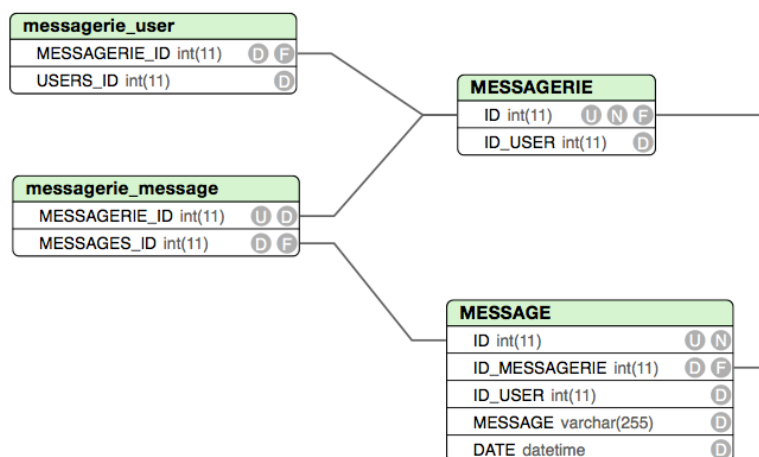 messagerie_user
MESSAGERIE_ID int(11) D F
USERS_ID int(11) D
MESSAGERIE
ID int(11) U N F
ID_USER int(11) D
messagerie_message
MESSAGERIE_ID int(11) U D
MESSAGES_ID int(11) D F
MESSAGE
ID int(11) U N
ID_MESSAGERIE int(11) D F
ID_USER int(11) D
MESSAGE varchar(255) D
DATE datetime D